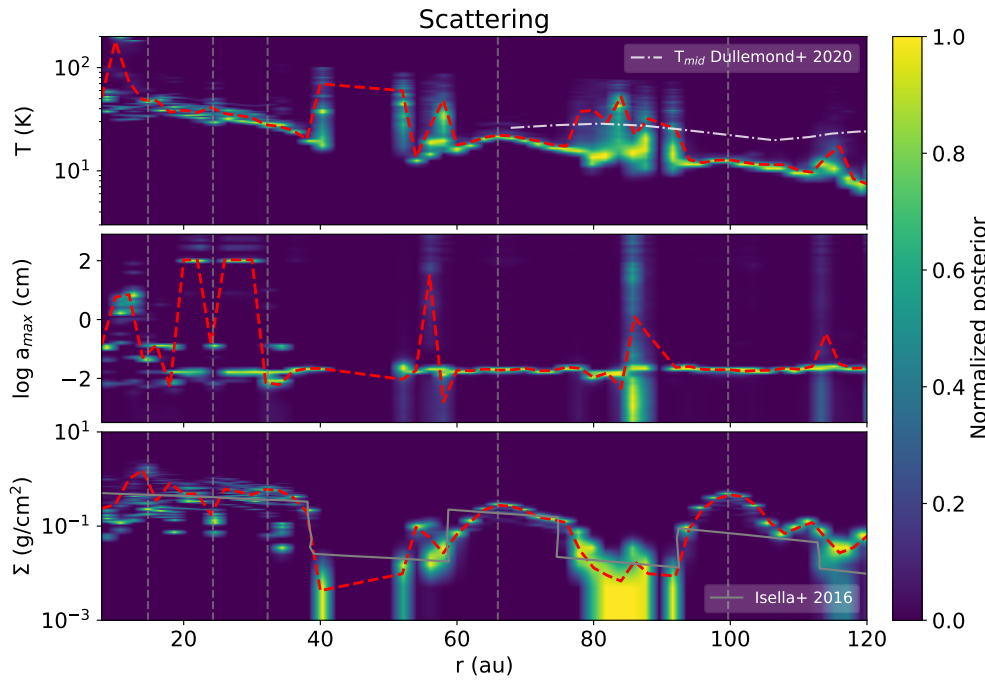 Scattering
T (K)
10²
10¹
T_mid Dullemond+ 2020
log a_max (cm)
2
0
−2
Σ (g/cm²)
10¹
10⁻¹
10⁻³
Isella+ 2016
20 40 60 80 100 120
r (au)
1.0
0.8
0.6
0.4
0.2
0.0
Normalized posterior